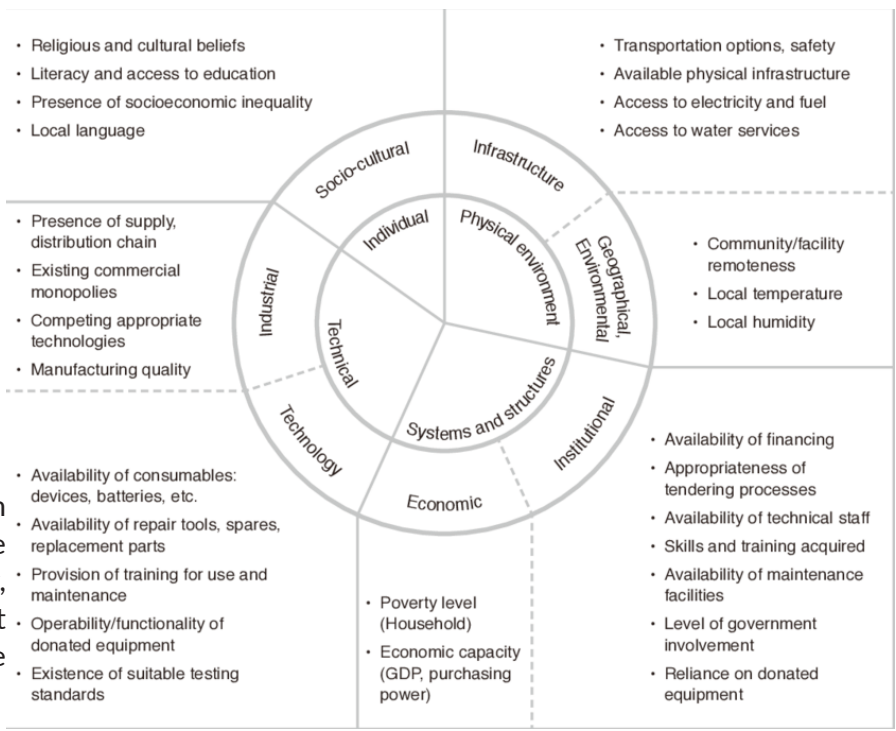 • Religious and cultural beliefs
• Literacy and access to education
• Presence of socioeconomic inequality
• Local language
• Transportation options, safety
• Available physical infrastructure
• Access to electricity and fuel
• Access to water services
Socio-cultural
Infrastructure
Individual
Physical environment
Geographical,
Environmental
Industrial
Technical
• Presence of supply,
distribution chain
• Existing commercial
monopolies
• Competing appropriate
technologies
• Manufacturing quality
• Community/facility
remoteness
• Local temperature
• Local humidity
Systems and structures
Technology
Economic
Institutional
• Availability of consumables:
devices, batteries, etc.
• Availability of repair tools, spares,
replacement parts
• Provision of training for use and
maintenance
• Operability/functionality of
donated equipment
• Existence of suitable testing
standards
• Poverty level
(Household)
• Economic capacity
(GDP, purchasing
power)
• Availability of financing
• Appropriateness of
tendering processes
• Availability of technical staff
• Skills and training acquired
• Availability of maintenance
facilities
• Level of government
involvement
• Reliance on donated
equipment